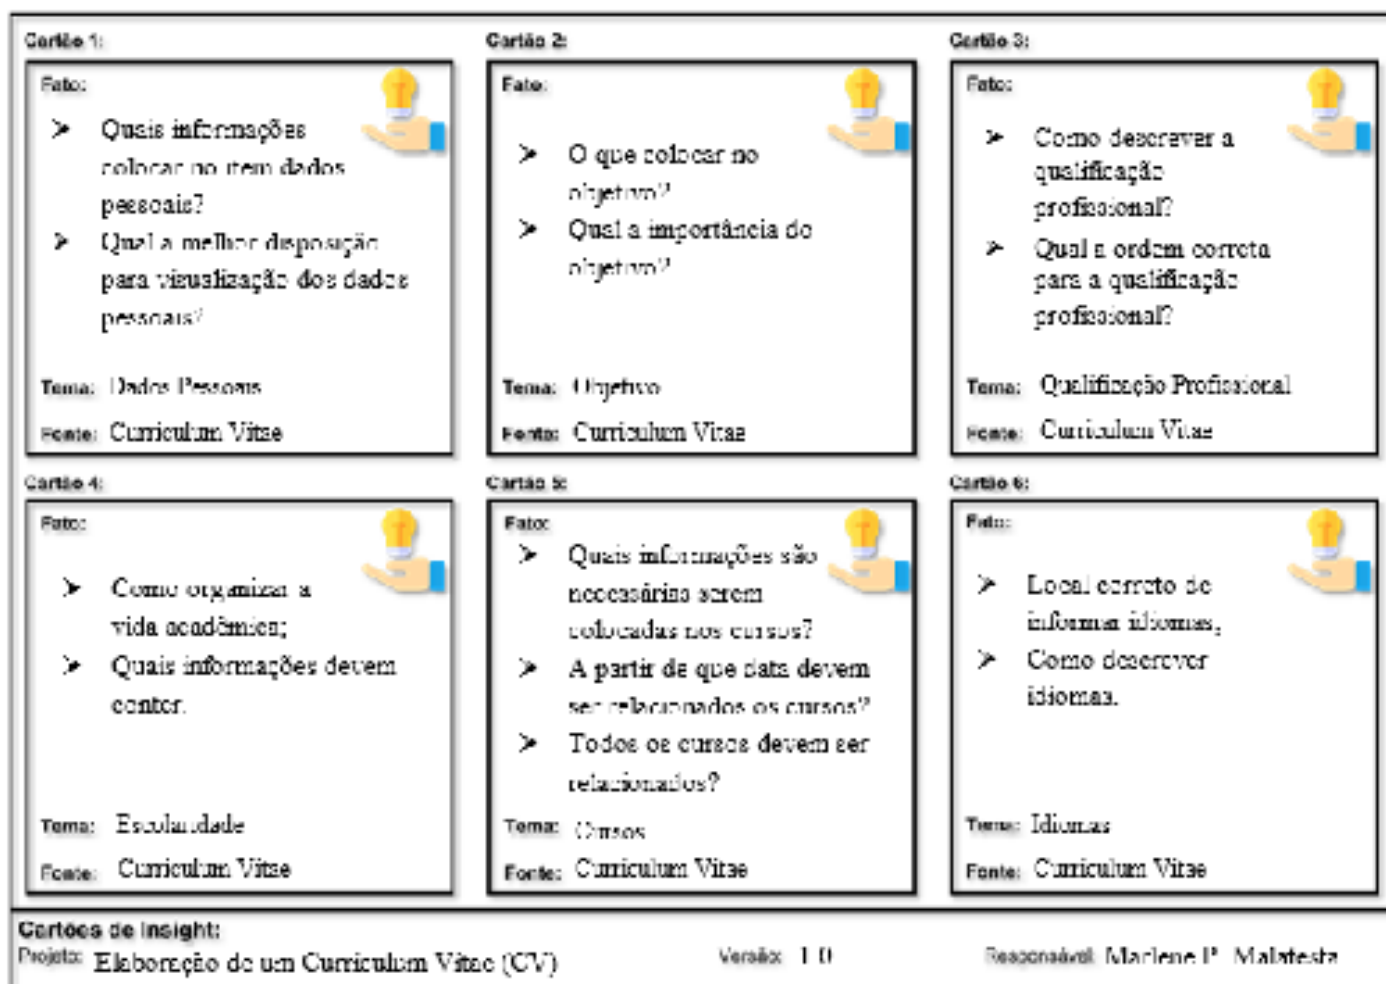 Cartão 1:
Fato:
➤ Quais informações
colocar no item dados
pessoais?
➤ Qual a melhor disposição
para visualização dos dados
pessoais?
Tema: Dados Pessoais
Fonte: Curriculum Vitae
Cartão 2:
Fato:
➤ O que colocar no
objetivo?
➤ Qual a importância do
objetivo?
Tema: Objetivo
Fonte: Curriculum Vitae
Cartão 3:
Fato:
➤ Como descrever a
qualificação
profissional?
➤ Qual a ordem correta
para a qualificação
profissional?
Tema: Qualificação Profissional
Fonte: Curriculum Vitae
Cartão 4:
Fato:
➤ Como organizar a
vida acadêmica;
➤ Quais informações devem
conter.
Tema: Escolaridade
Fonte: Curriculum Vitae
Cartão 5:
Fato:
➤ Quais informações são
necessárias serem
colocadas nos cursos?
➤ A partir de que data devem
ser relacionados os cursos?
➤ Todos os cursos devem ser
relacionados?
Tema: Cursos
Fonte: Curriculum Vitae
Cartão 6:
Fato:
➤ Local correto de
informar idiomas;
➤ Como descrever
idiomas.
Tema: Idiomas
Fonte: Curriculum Vitae
Cartões de Insight:
Projeto: Elaboração de um Curriculum Vitae (CV) Versão: 1.0 Responsável: Marlene P. Malatesta